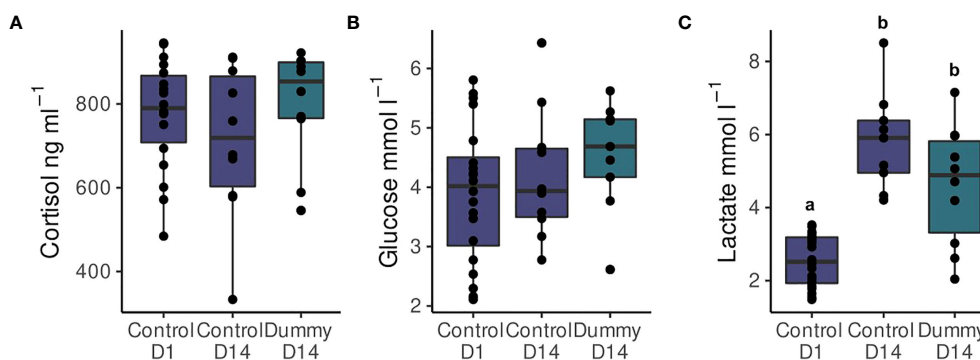 A
Cortisol ng ml⁻¹
800
600
400
Control Control Dummy
D1 D14 D14
B
Glucose mmol l⁻¹
6
5
4
3
2
Control Control Dummy
D1 D14 D14
C
Lactate mmol l⁻¹
8
6
4
2
a
b
b
Control Control Dummy
D1 D14 D14